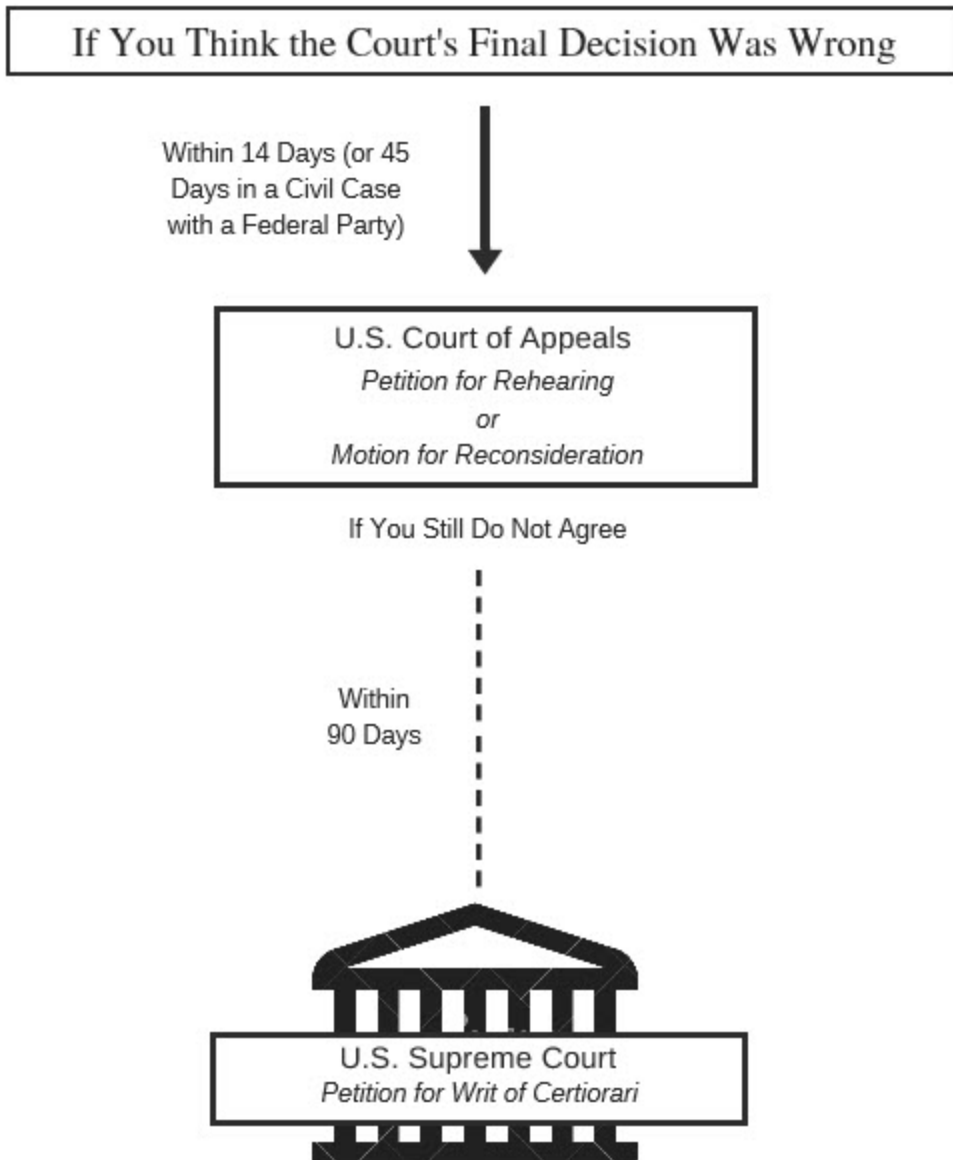 If You Think the Court's Final Decision Was Wrong
Within 14 Days (or 45
Days in a Civil Case
with a Federal Party)
U.S. Court of Appeals
Petition for Rehearing
or
Motion for Reconsideration
If You Still Do Not Agree
Within
90 Days
U.S. Supreme Court
Petition for Writ of Certiorari